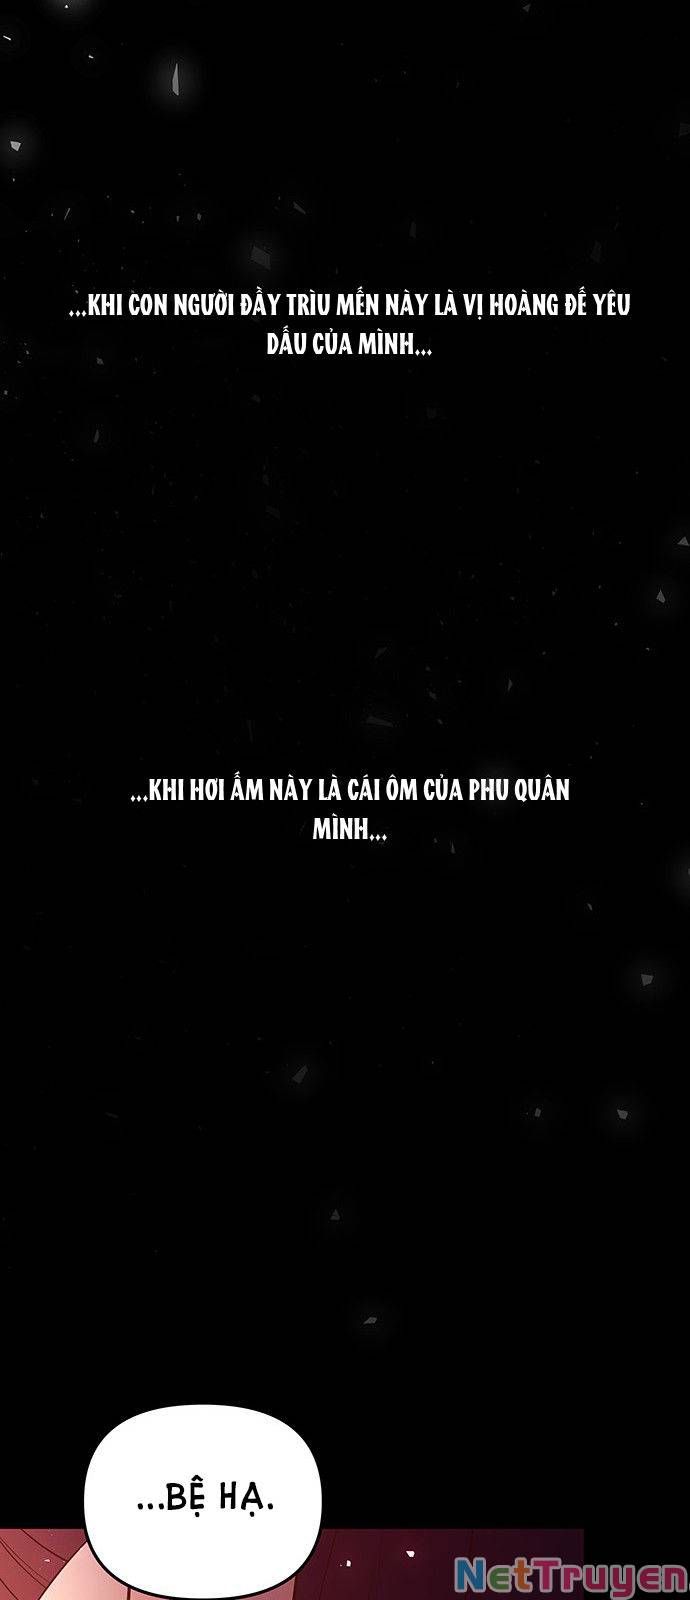 ...KHI CON NGƯỜI ĐẦY TRÌU MẾN NÀY LÀ VỊ HOÀNG ĐẾ YÊU
DẤU CỦA MÌNH...
...KHI HƠI ẤM NÀY LÀ CÁI ÔM CỦA PHU QUÂN
MÌNH...
...BỆ HẠ.
NetTruyen